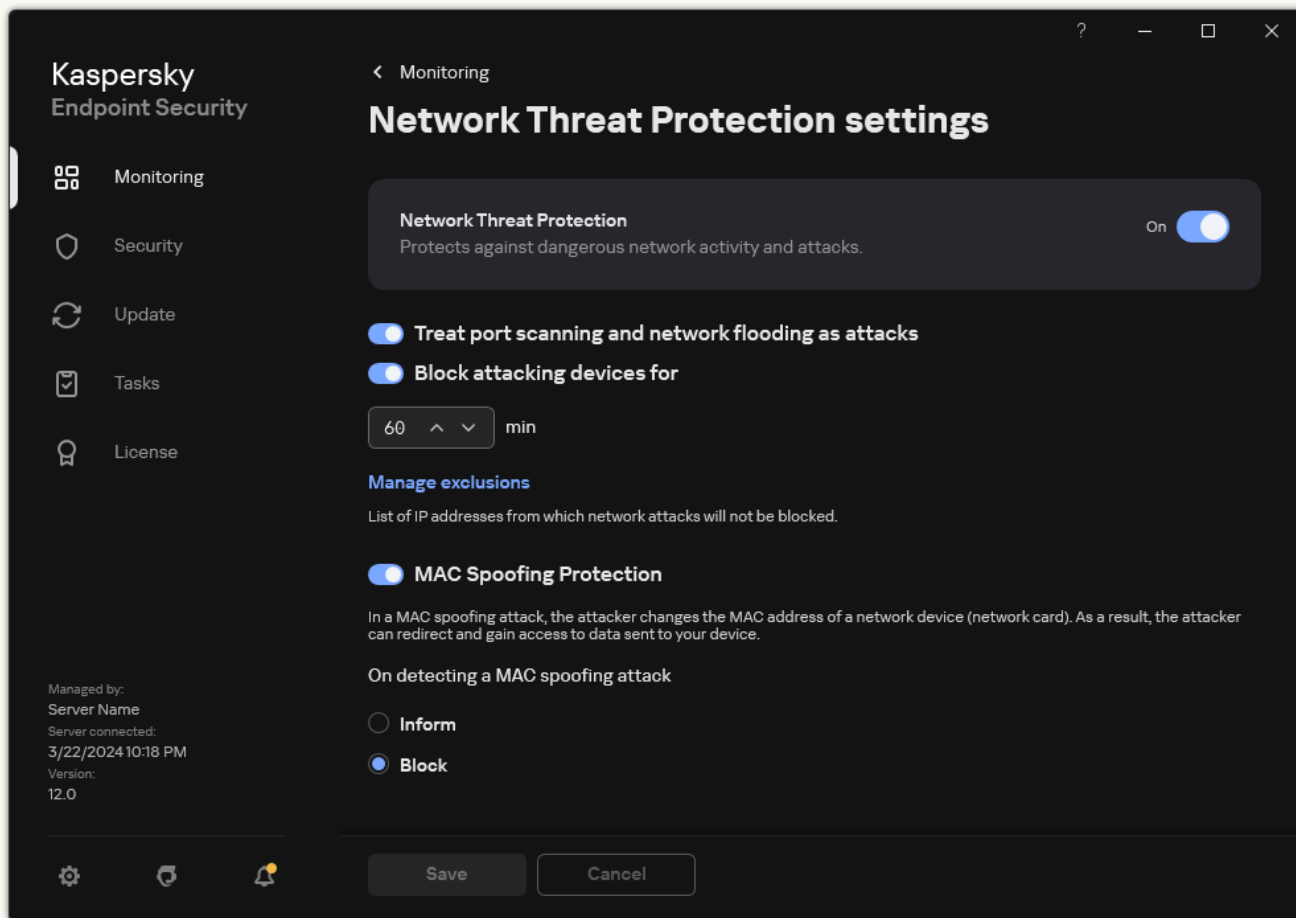 ?
Kaspersky
Endpoint Security
Monitoring
Security
Update
Tasks
License
Managed by:
Server Name
Server connected:
3/22/2024 10:18 PM
Version:
12.0
Monitoring
Network Threat Protection settings
Network Threat Protection
Protects against dangerous network activity and attacks.
On
Treat port scanning and network flooding as attacks
Block attacking devices for
60 min
Manage exclusions
List of IP addresses from which network attacks will not be blocked.
MAC Spoofing Protection
In a MAC spoofing attack, the attacker changes the MAC address of a network device (network card). As a result, the attacker
can redirect and gain access to data sent to your device.
On detecting a MAC spoofing attack
Inform
Block
Save
Cancel